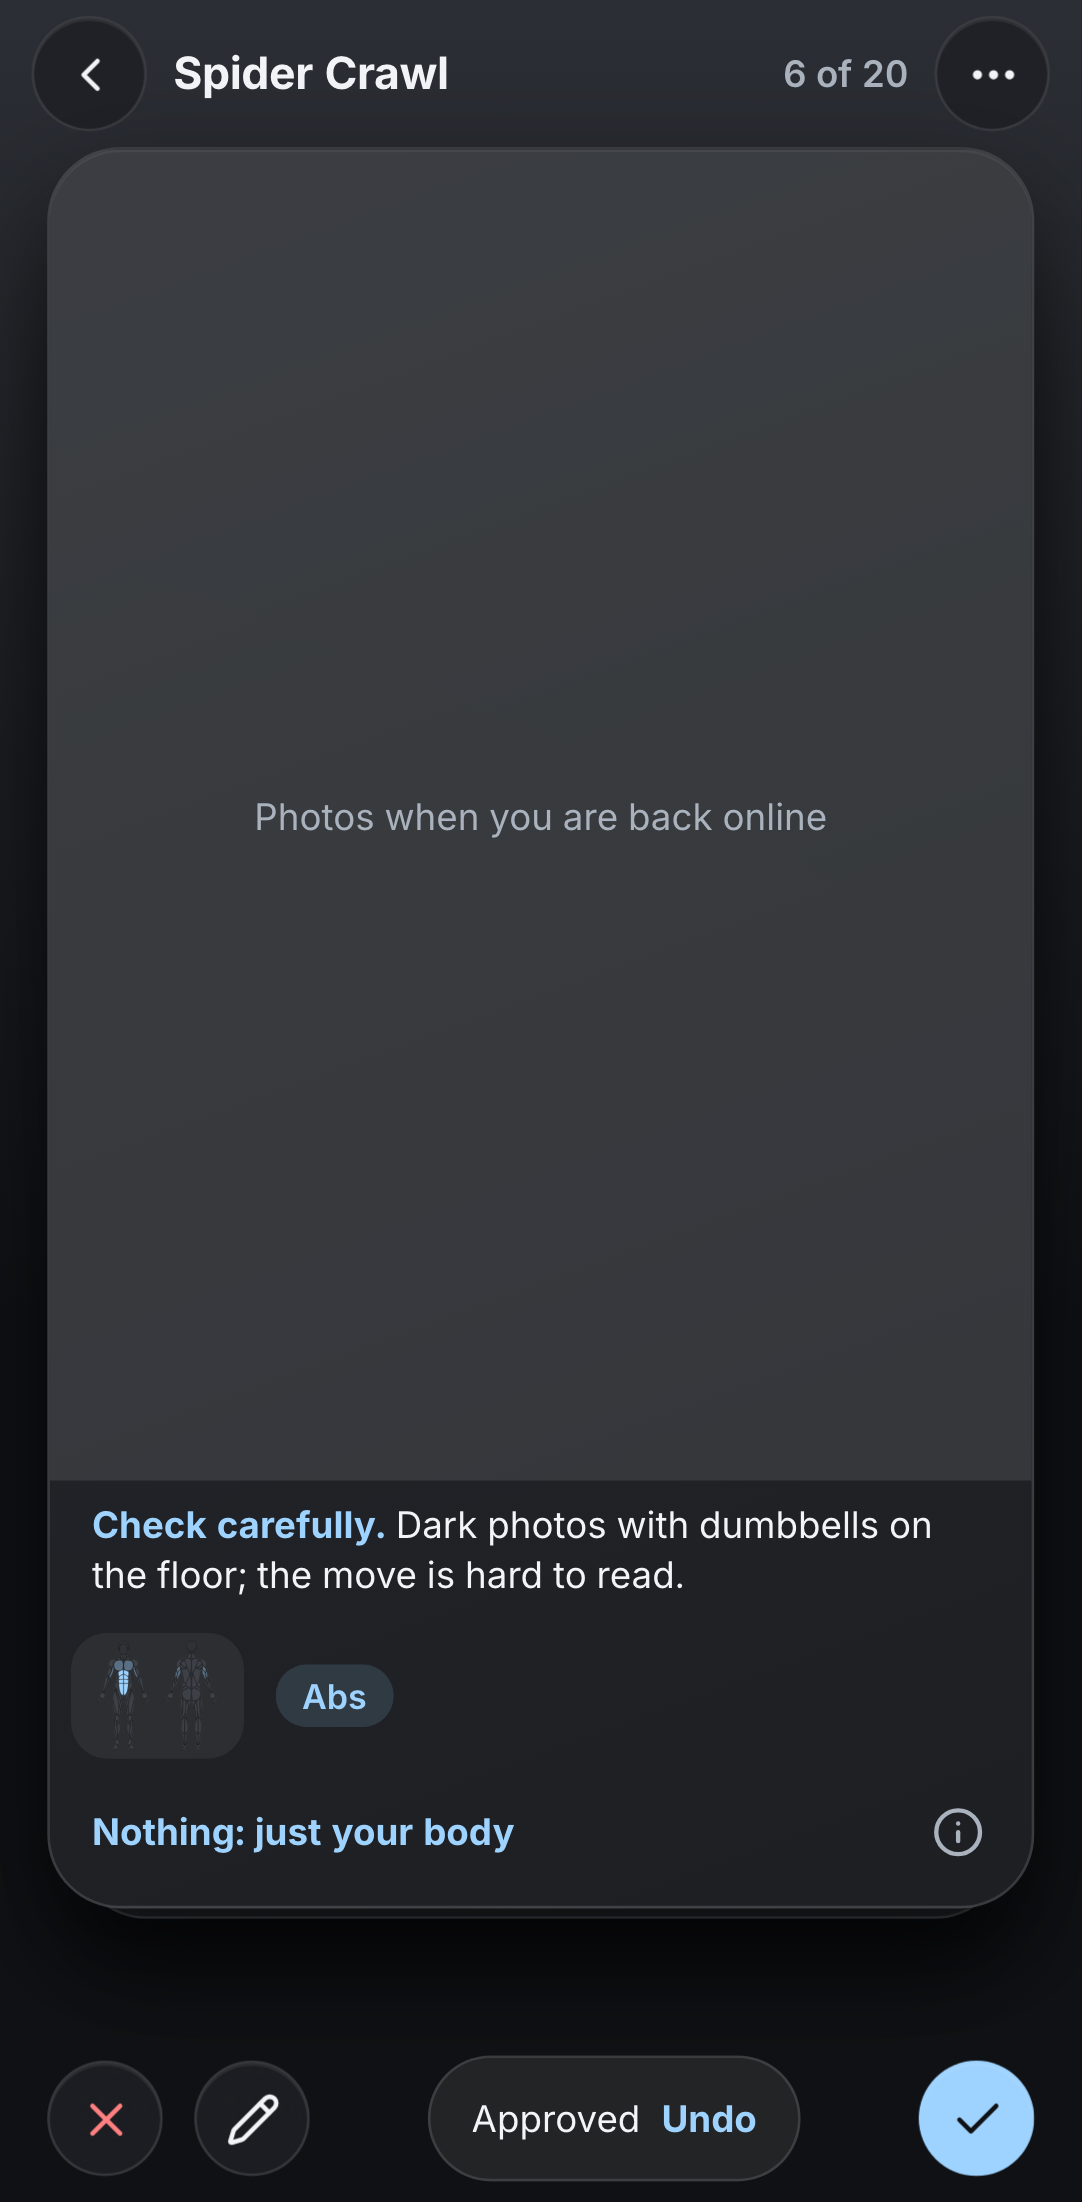 Spider Crawl
6 of 20
Photos when you are back online
Check carefully. Dark photos with dumbbells on
the floor; the move is hard to read.
Abs
Nothing: just your body
Approved Undo